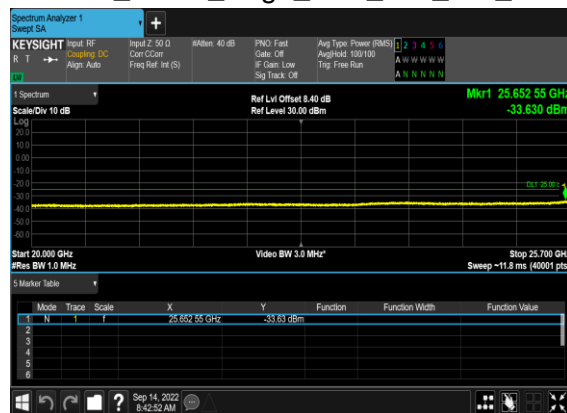 Spectrum Analyzer 1
Swept SA
KEYSIGHT Input: RF Input Z: 50 Ω #Atten: 40 dB PNO: Fast Avg Type: Power (RMS) 1 2 3 4 5 6
R T Coupling: DC Corr CCorr Gate: Off Avg|Hold: 100/100 A W W W W W
Align: Auto Freq Ref: Int (S) IF Gain: Low Trig: Free Run
Sig Track: Off A N N N N N
1 Spectrum
Scale/Div 10 dB Ref Lvl Offset 8.40 dB Mkr1 25.652 55 GHz
Log Ref Level 30.00 dBm -33.630 dBm
20.0
10.0
0.00
-10.0
-20.0
-30.0
-40.0
-50.0
-60.0
Start 20.000 GHz Video BW 3.0 MHz* Stop 25.700 GHz
#Res BW 1.0 MHz Sweep ~11.8 ms (40001 pts)
5 Marker Table
Mode Trace Scale X Y Function Function Width Function Value
1 N 1 f 25.652 55 GHz -33.63 dBm
2
3
4
5
6
? Sep 14, 2022
8:42:52 AM